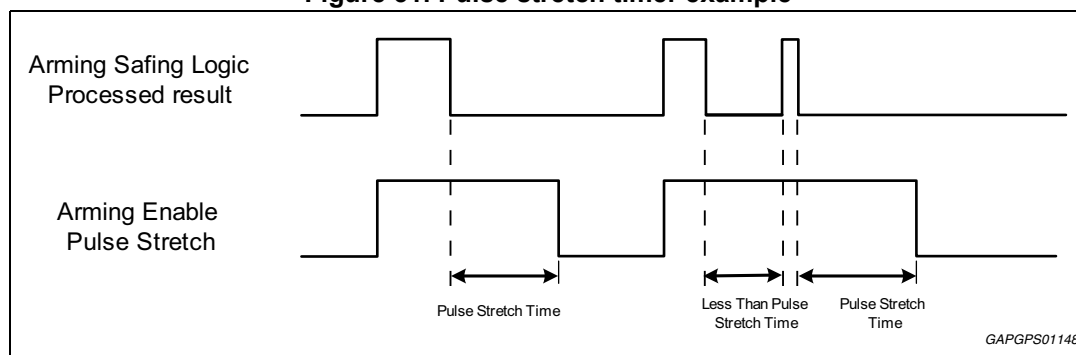 Figure 31. Pulse stretch timer example
Arming Safing Logic
Processed result
Arming Enable
Pulse Stretch
Pulse Stretch Time
Less Than Pulse
Stretch Time
Pulse Stretch
Time
GAPGPS01148